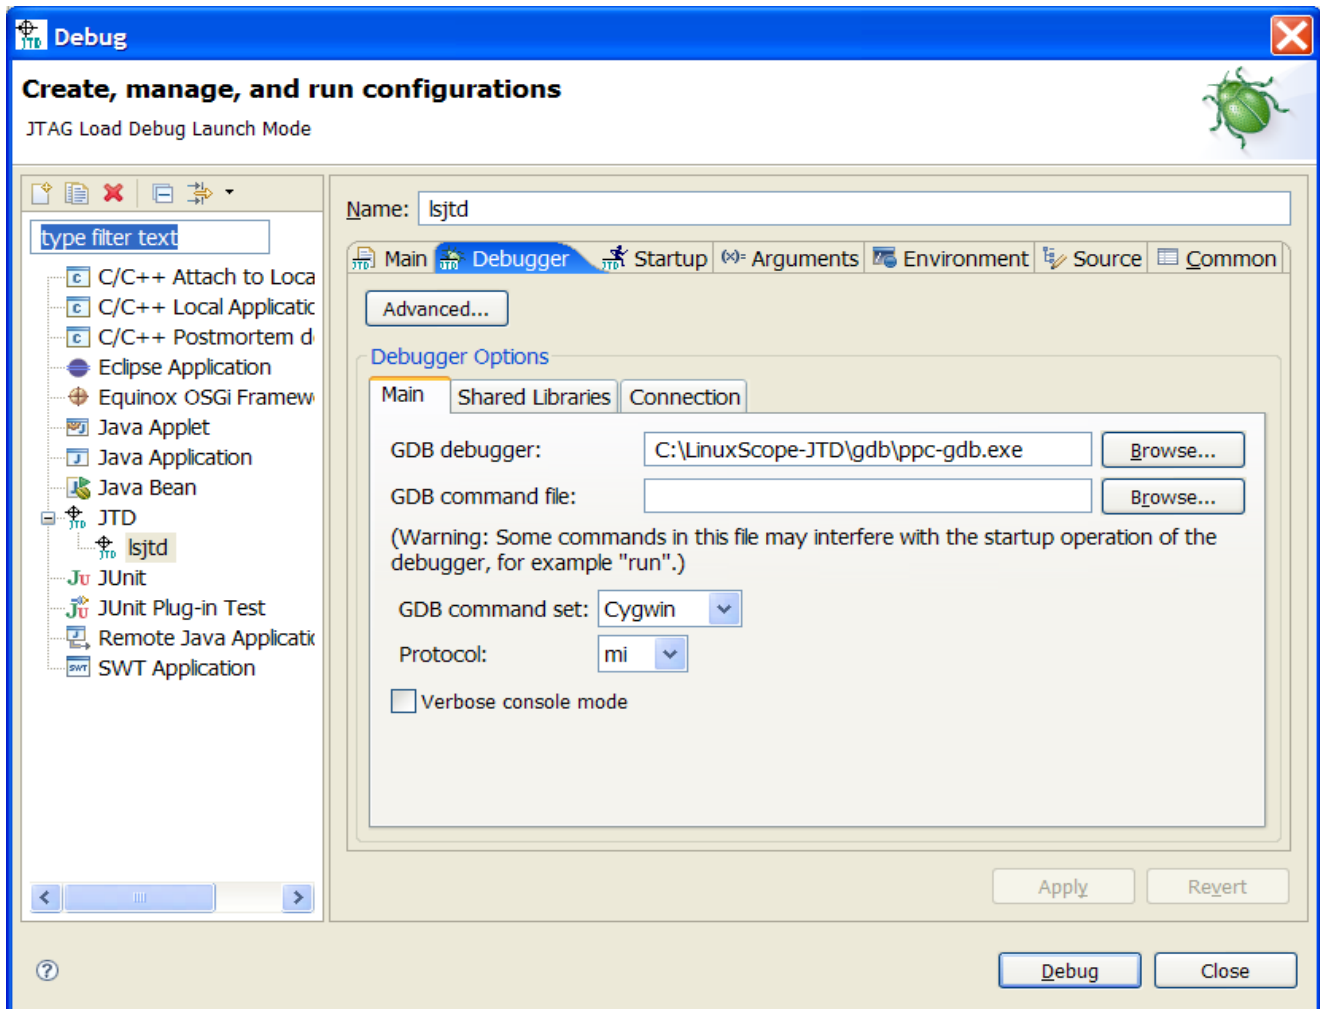 JTD Debug
Create, manage, and run configurations
JTAG Load Debug Launch Mode
type filter text
C/C++ Attach to Loca
C/C++ Local Applicatic
C/C++ Postmortem d
Eclipse Application
Equinox OSGi Framew
Java Applet
Java Application
Java Bean
JTD
lsjtd
JUnit
JUnit Plug-in Test
Remote Java Applicatic
SWT Application
Name: lsjtd
Main Debugger Startup (x)= Arguments Environment Source Common
Advanced...
Debugger Options
Main Shared Libraries Connection
GDB debugger: C:\LinuxScope-JTD\gdb\ppc-gdb.exe Browse...
GDB command file: Browse...
(Warning: Some commands in this file may interfere with the startup operation of the
debugger, for example "run".)
GDB command set: Cygwin
Protocol: mi
Verbose console mode
Apply Revert
? Debug Close